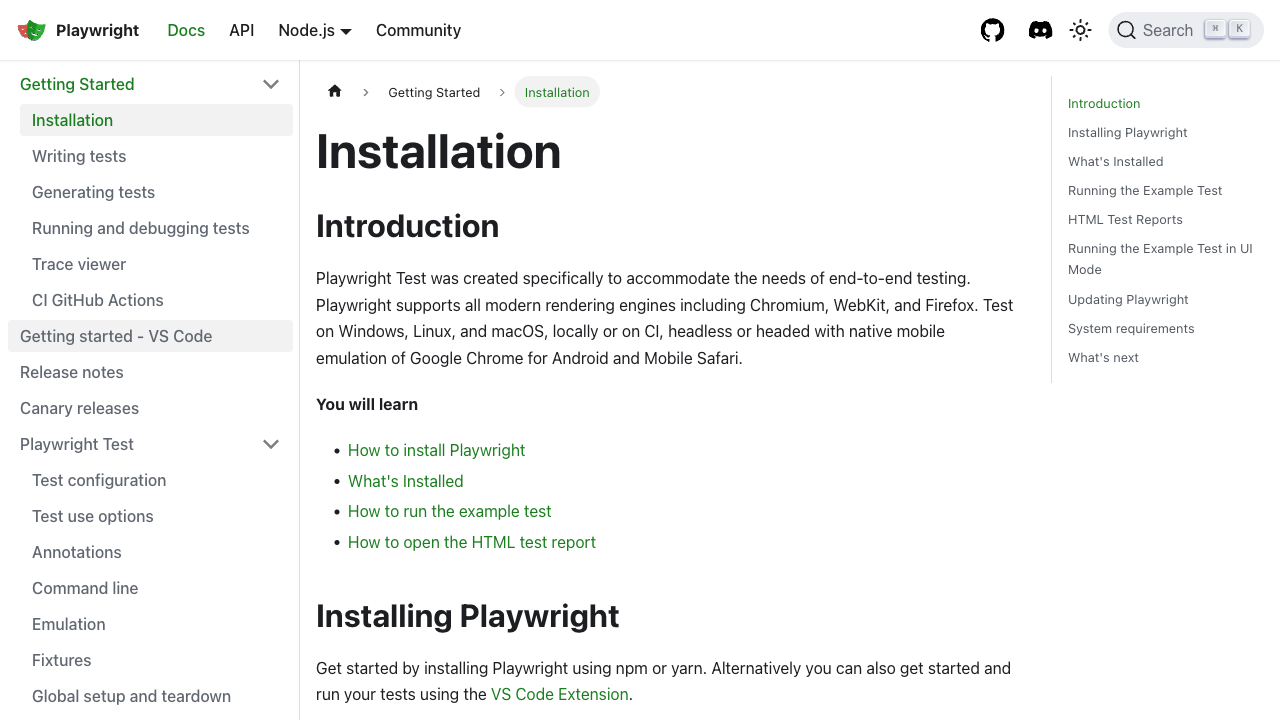 Playwright
Docs
API
Node.js
Community
Search
⌘
K
Getting Started
Installation
Writing tests
Generating tests
Running and debugging tests
Trace viewer
CI GitHub Actions
Getting started - VS Code
Release notes
Canary releases
Playwright Test
Test configuration
Test use options
Annotations
Command line
Emulation
Fixtures
Global setup and teardown
Getting Started
Installation
Installation
Introduction
Playwright Test was created specifically to accommodate the needs of end-to-end testing.
Playwright supports all modern rendering engines including Chromium, WebKit, and Firefox. Test
on Windows, Linux, and macOS, locally or on CI, headless or headed with native mobile
emulation of Google Chrome for Android and Mobile Safari.
You will learn
• How to install Playwright
• What's Installed
• How to run the example test
• How to open the HTML test report
Installing Playwright
Get started by installing Playwright using npm or yarn. Alternatively you can also get started and
run your tests using the VS Code Extension.
Introduction
Installing Playwright
What's Installed
Running the Example Test
HTML Test Reports
Running the Example Test in UI
Mode
Updating Playwright
System requirements
What's next